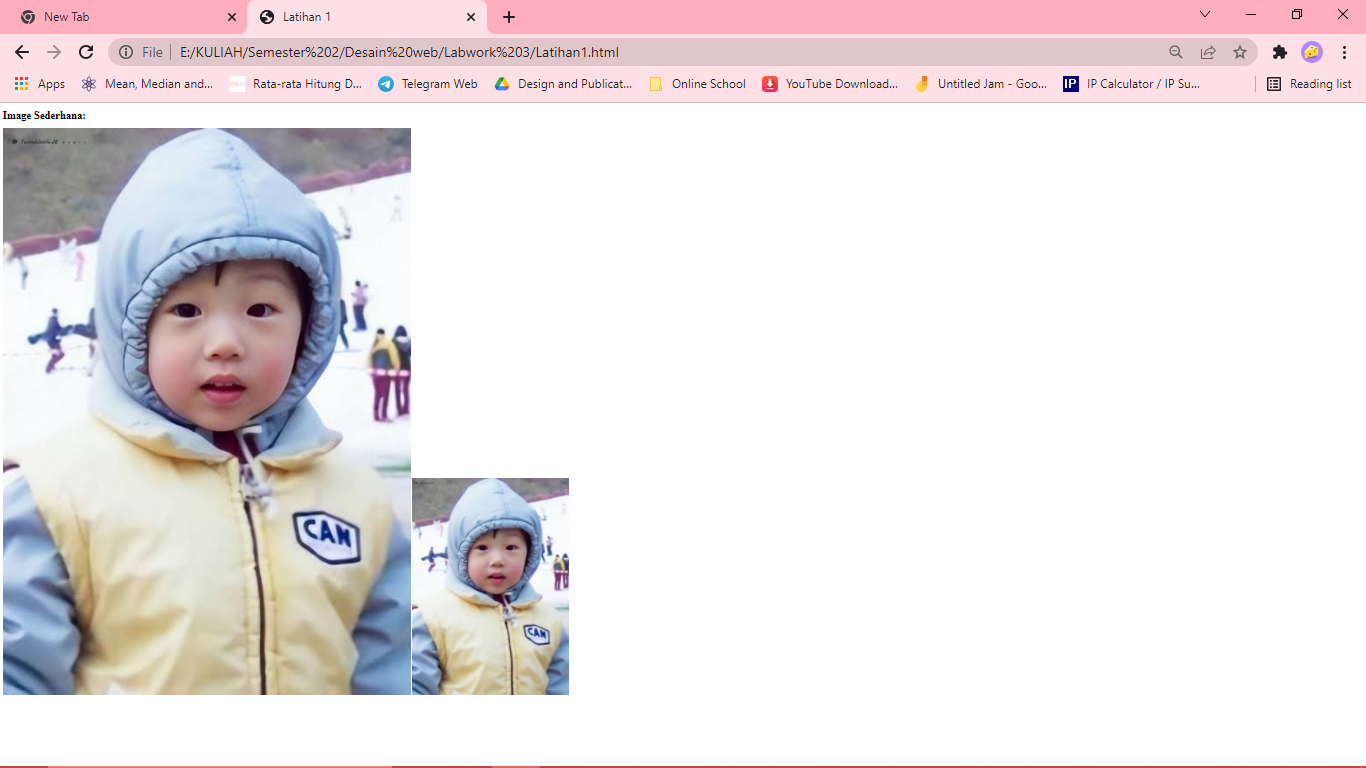 New Tab
Latihan 1
File | E:/KULIAH/Semester%202/Desain%20web/Labwork%203/Latihan1.html
Apps
Mean, Median and...
Rata-rata Hitung D...
Telegram Web
Design and Publicat...
Online School
YouTube Download...
Untitled Jam - Goo...
IP
IP Calculator / IP Su...
Reading list
Image Sederhana:
CAN
CAN